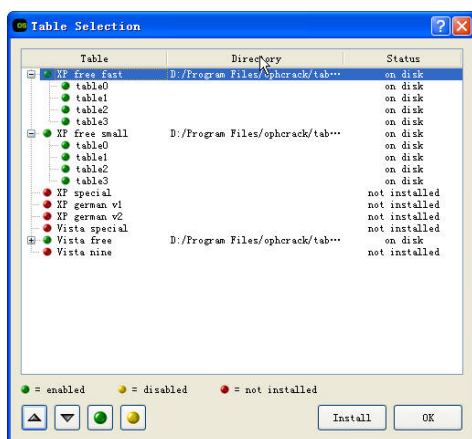 Table Selection
Table Directory Status
XP free fast D:/Program Files/ophcrack/tab··· on disk
table0 on disk
table1 on disk
table2 on disk
table3 on disk
XP free small D:/Program Files/ophcrack/tab··· on disk
table0 on disk
table1 on disk
table2 on disk
table3 on disk
XP special not installed
XP german v1 not installed
XP german v2 not installed
Vista special not installed
Vista free D:/Program Files/ophcrack/tab··· on disk
Vista nine not installed
= enabled = disabled = not installed
Install OK